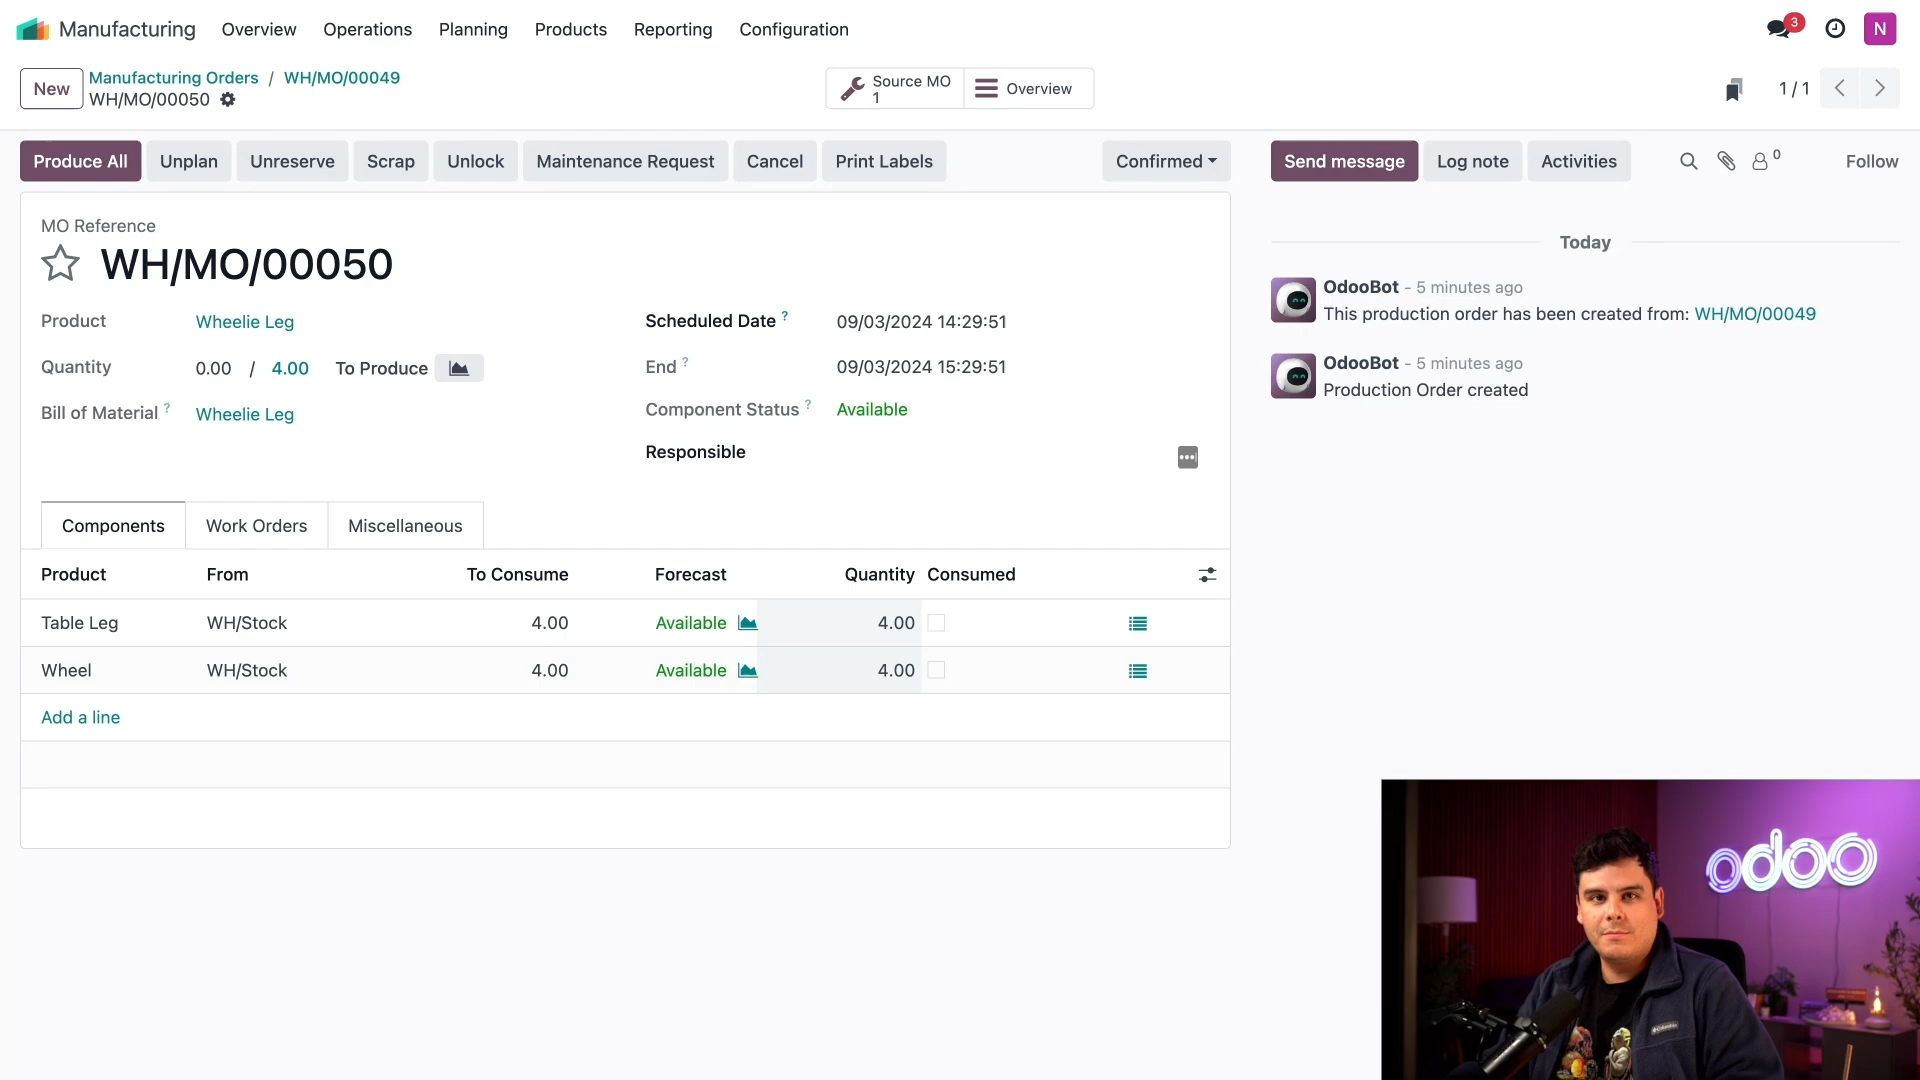 Manufacturing Overview Operations Planning Products Reporting Configuration 3 N
New Manufacturing Orders / WH/MO/00049
WH/MO/00050
Source MO
1
Overview
1 / 1
Produce All Unplan Unreserve Scrap Unlock Maintenance Request Cancel Print Labels Confirmed
Send message Log note Activities 0 Follow
MO Reference
WH/MO/00050
Product Wheelie Leg
Quantity 0.00 / 4.00 To Produce
Bill of Material ? Wheelie Leg
Scheduled Date ? 09/03/2024 14:29:51
End ? 09/03/2024 15:29:51
Component Status ? Available
Responsible
Components Work Orders Miscellaneous
Product From To Consume Forecast Quantity Consumed
Table Leg WH/Stock 4.00 Available 4.00
Wheel WH/Stock 4.00 Available 4.00
Add a line
Today
OdooBot - 5 minutes ago
This production order has been created from: WH/MO/00049
OdooBot - 5 minutes ago
Production Order created
odoo
Columbia